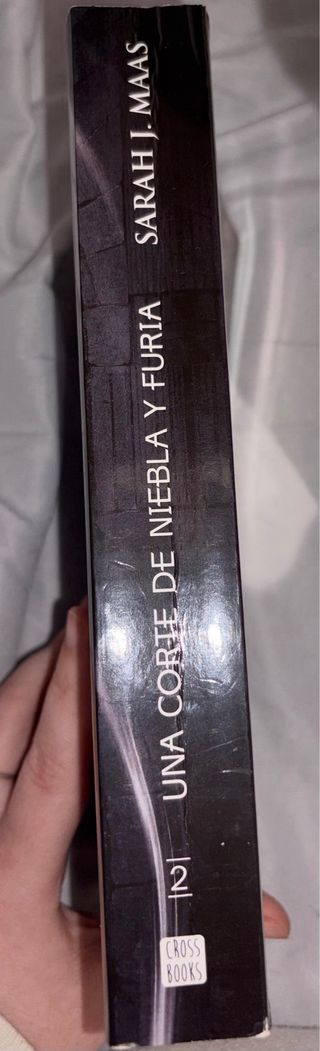 SARAH J. MAAS
UNA CORTE DE NIEBLA Y FURIA
|2|
CROSS
BOOKS